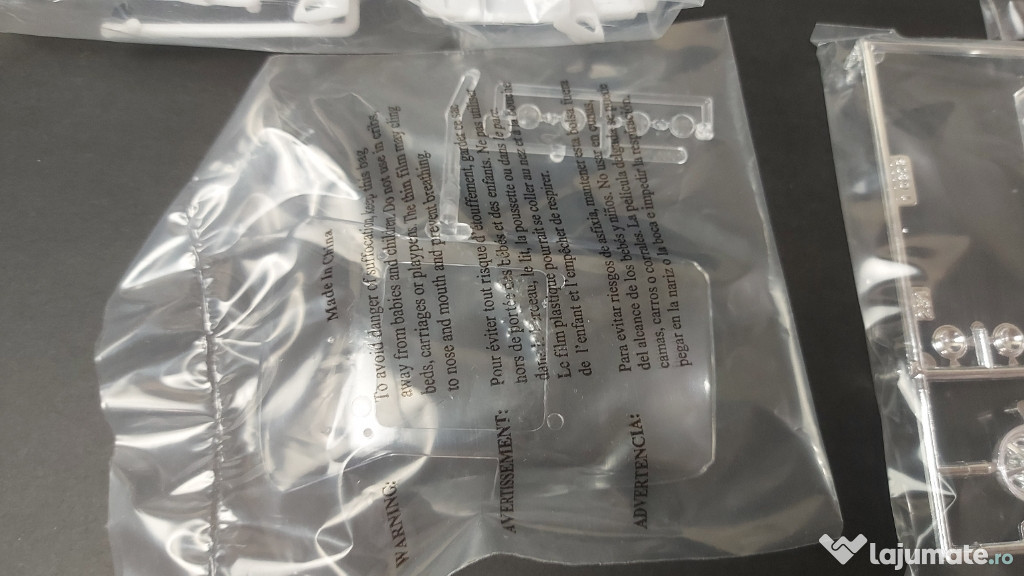 Made In China
WARNING:
To avoid danger of suffocation, keep this bag
away from babies and children. Do not use in cribs,
beds, carriages or playpens. The thin film may cling
to nose and mouth and prevent breathing
AVERTISSEMENT:
Pour éviter tout risque d'étouffement, garder ce sac
hors de portée des bébés et des enfants. Ne pas utiliser
dans le berceau, le lit, la poussette ou dans le parc
Le film plastique pourrait se coller au nez et à la bouche
de l'enfant et l'empêcher de respirer.
ADVERTENCIA:
Para evitar riesgos de asfixia, mantener esta bolsa fuera
del alcance de los bebés y niños. No usar en cunas,
camas, carros o corrales. La película delgada se
pegar en la nariz o la boca e impedir la respiración.
lajumate.ro